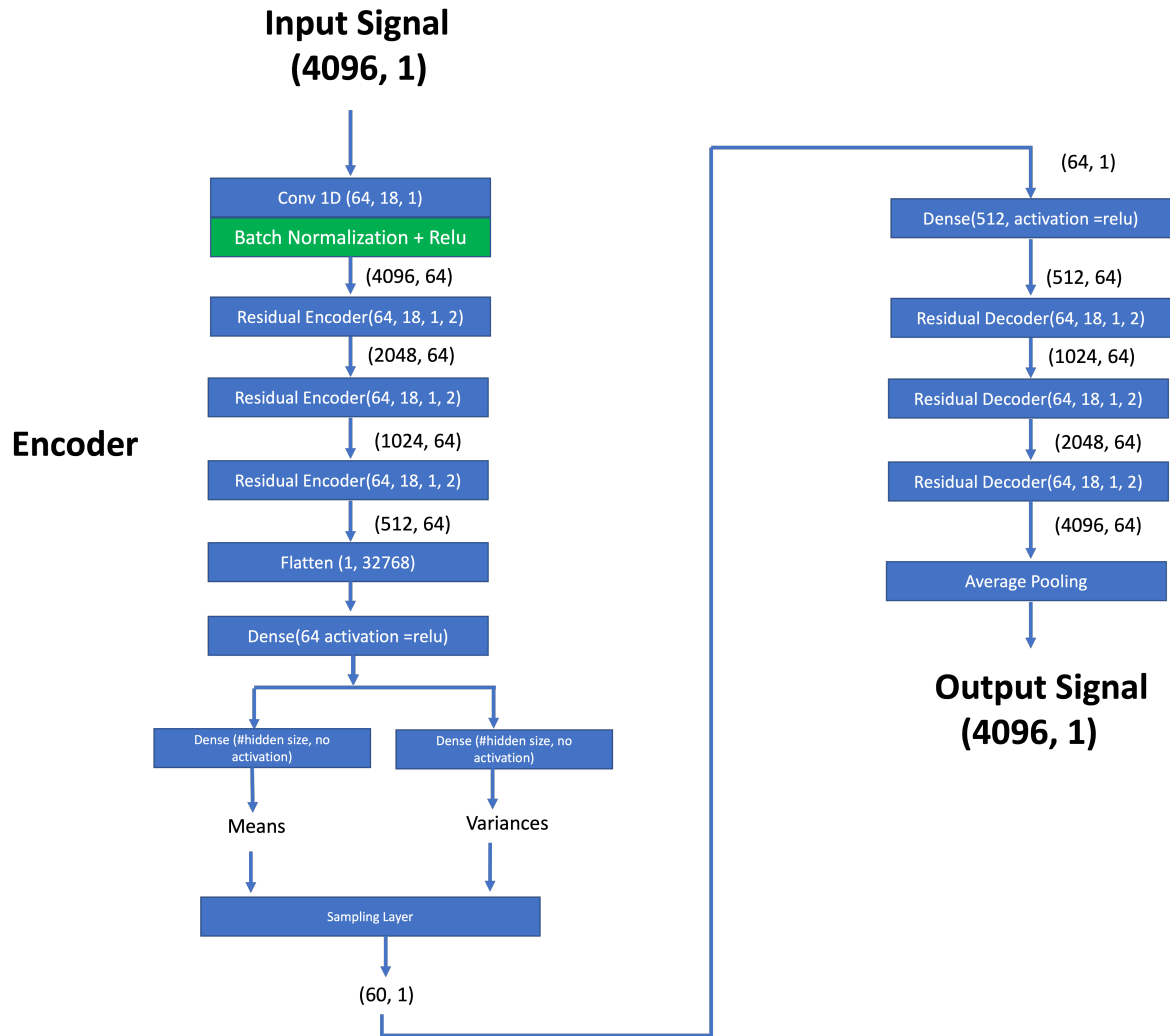 Input Signal
(4096, 1)
Conv 1D (64, 18, 1)
Batch Normalization + Relu
(4096, 64)
Residual Encoder(64, 18, 1, 2)
(2048, 64)
Residual Encoder(64, 18, 1, 2)
(1024, 64)
Encoder
Residual Encoder(64, 18, 1, 2)
(512, 64)
Flatten (1, 32768)
Dense(64 activation =relu)
Dense (#hidden size, no
activation)
Dense (#hidden size, no
activation)
Means
Variances
Sampling Layer
(60, 1)
(64, 1)
Dense(512, activation =relu)
(512, 64)
Residual Decoder(64, 18, 1, 2)
(1024, 64)
Residual Decoder(64, 18, 1, 2)
(2048, 64)
Residual Decoder(64, 18, 1, 2)
(4096, 64)
Average Pooling
Output Signal
(4096, 1)